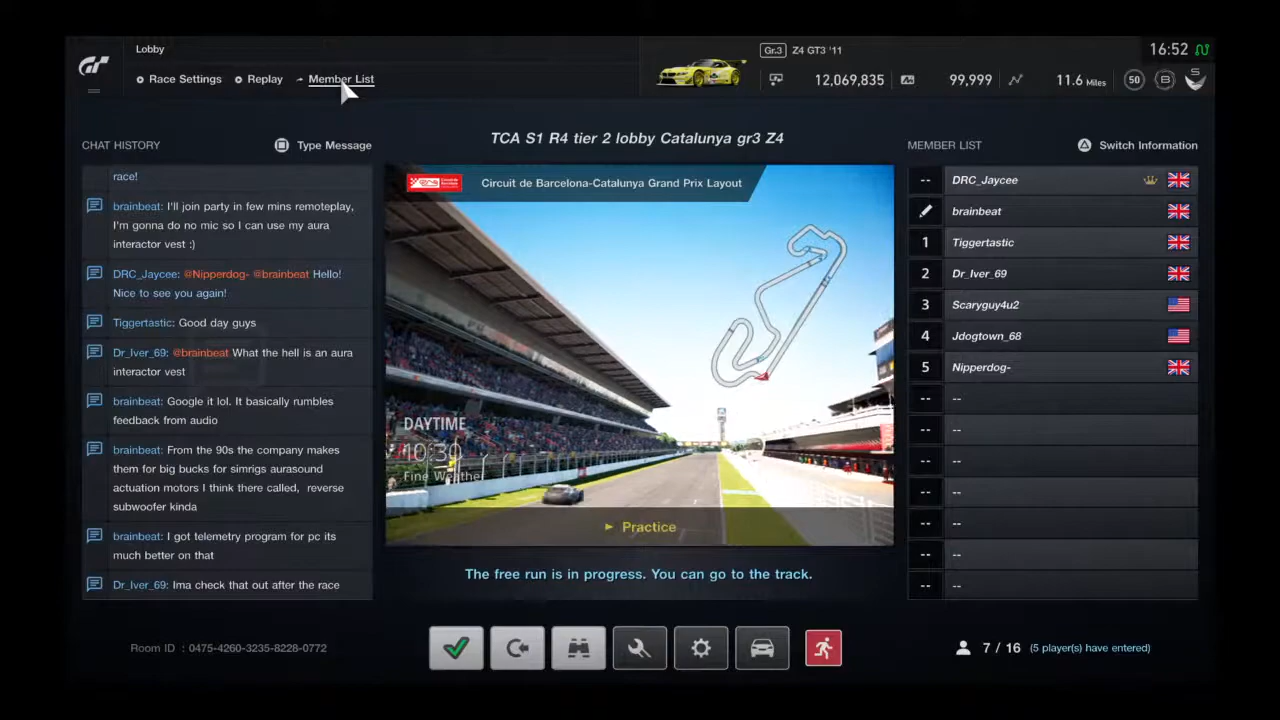 Lobby
Race Settings
Replay
Member List
Gr.3 Z4 GT3 '11
12,069,835
99,999
11.6 Miles
50
B
S
16:52
CHAT HISTORY
Type Message
race!
brainbeat: I'll join party in few mins remoteplay,
I'm gonna do no mic so I can use my aura
interactor vest :)
DRC_Jaycee: @Nipperdog- @brainbeat Hello!
Nice to see you again!
Tiggertastic: Good day guys
Dr_Iver_69: @brainbeat What the hell is an aura
interactor vest
brainbeat: Google it lol. It basically rumbles
feedback from audio
brainbeat: From the 90s the company makes
them for big bucks for simrigs aurasound
actuation motors I think there called, reverse
subwoofer kinda
brainbeat: I got telemetry program for pc its
much better on that
Dr_Iver_69: Ima check that out after the race
TCA S1 R4 tier 2 lobby Catalunya gr3 Z4
Circuit de Barcelona-Catalunya Grand Prix Layout
DAYTIME
10:30
Fine Weather
Practice
The free run is in progress. You can go to the track.
MEMBER LIST
Switch Information
-- DRC_Jaycee
brainbeat
1 Tiggertastic
2 Dr_Iver_69
3 Scaryguy4u2
4 Jdogtown_68
5 Nipperdog-
-- --
-- --
-- --
-- --
-- --
-- --
-- --
Room ID : 0475-4260-3235-8228-0772
7 / 16 (5 player(s) have entered)